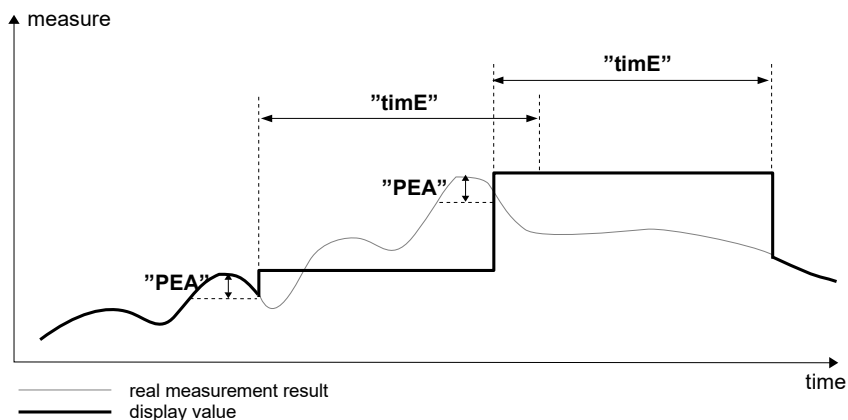 measure
”timE”
”timE”
”PEA”
”PEA”
time
real measurement result
display value